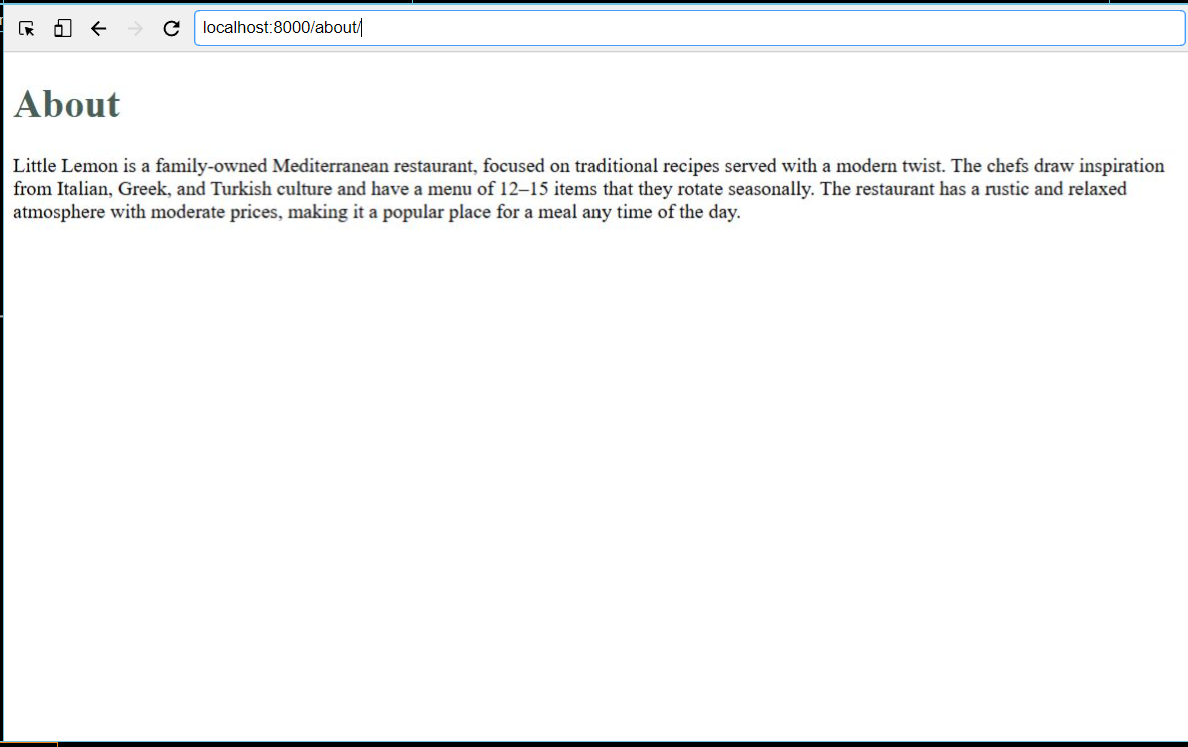 localhost:8000/about/
About
Little Lemon is a family-owned Mediterranean restaurant, focused on traditional recipes served with a modern twist. The chefs draw inspiration
from Italian, Greek, and Turkish culture and have a menu of 12–15 items that they rotate seasonally. The restaurant has a rustic and relaxed
atmosphere with moderate prices, making it a popular place for a meal any time of the day.